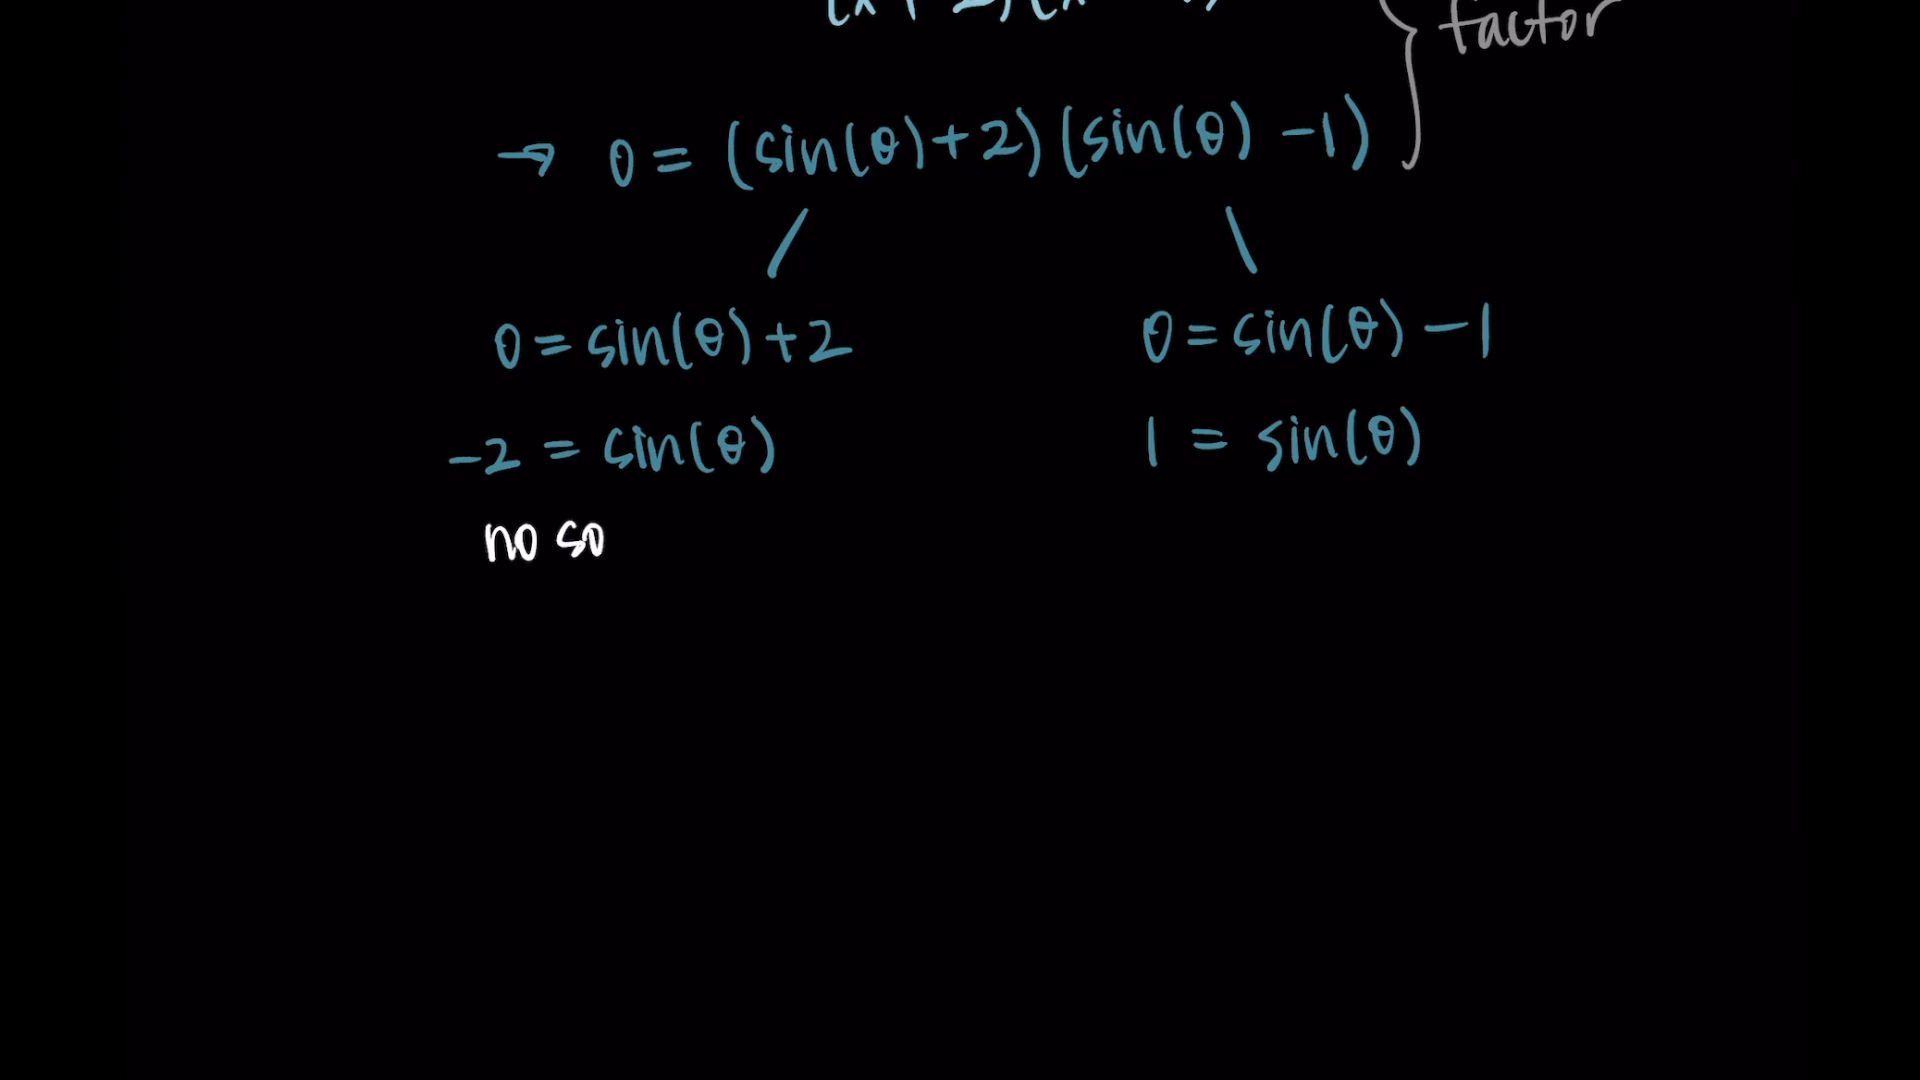 factor
→ 0 = (sin(θ)+2)(sin(θ) -1)
0 = sin(θ)+2
0 = sin(θ) -1
-2 = sin(θ)
1 = sin(θ)
no so